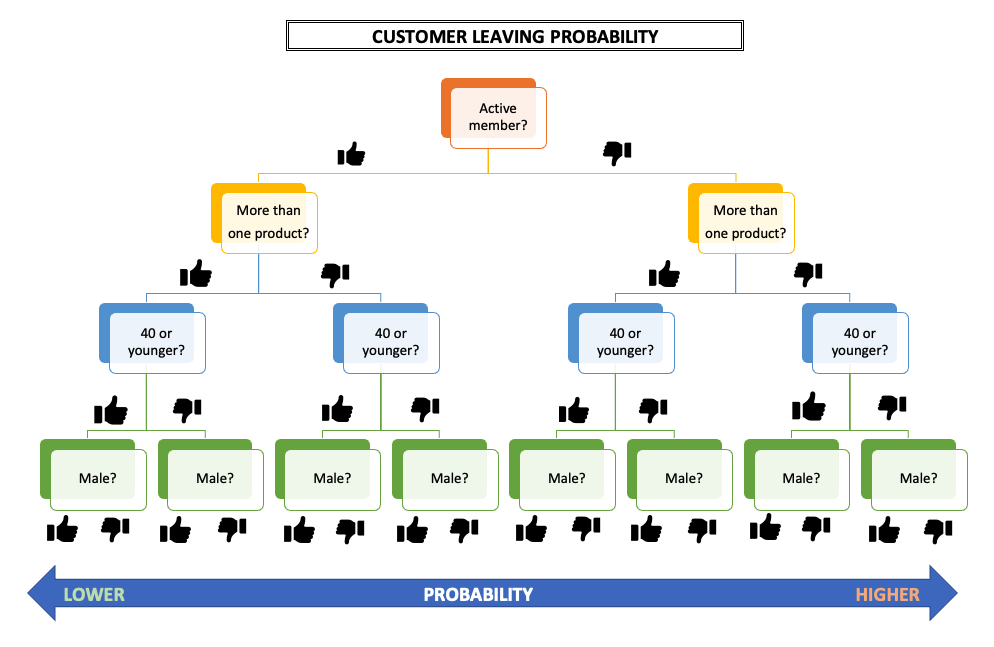 CUSTOMER LEAVING PROBABILITY
Active
member?
More than
one product?
More than
one product?
40 or
younger?
40 or
younger?
40 or
younger?
40 or
younger?
Male?
Male?
Male?
Male?
Male?
Male?
Male?
Male?
LOWER
PROBABILITY
HIGHER